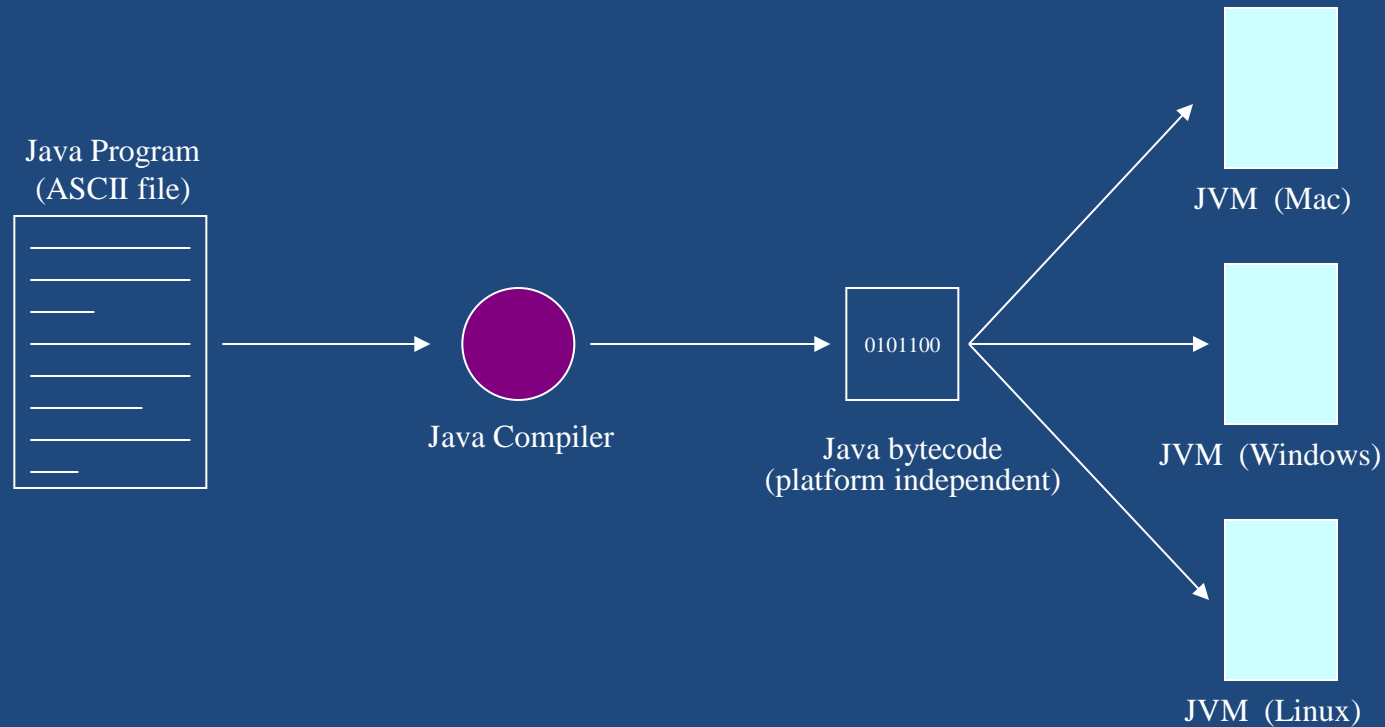 Java Program
(ASCII file)
Java Compiler
0101100
Java bytecode
(platform independent)
JVM (Mac)
JVM (Windows)
JVM (Linux)